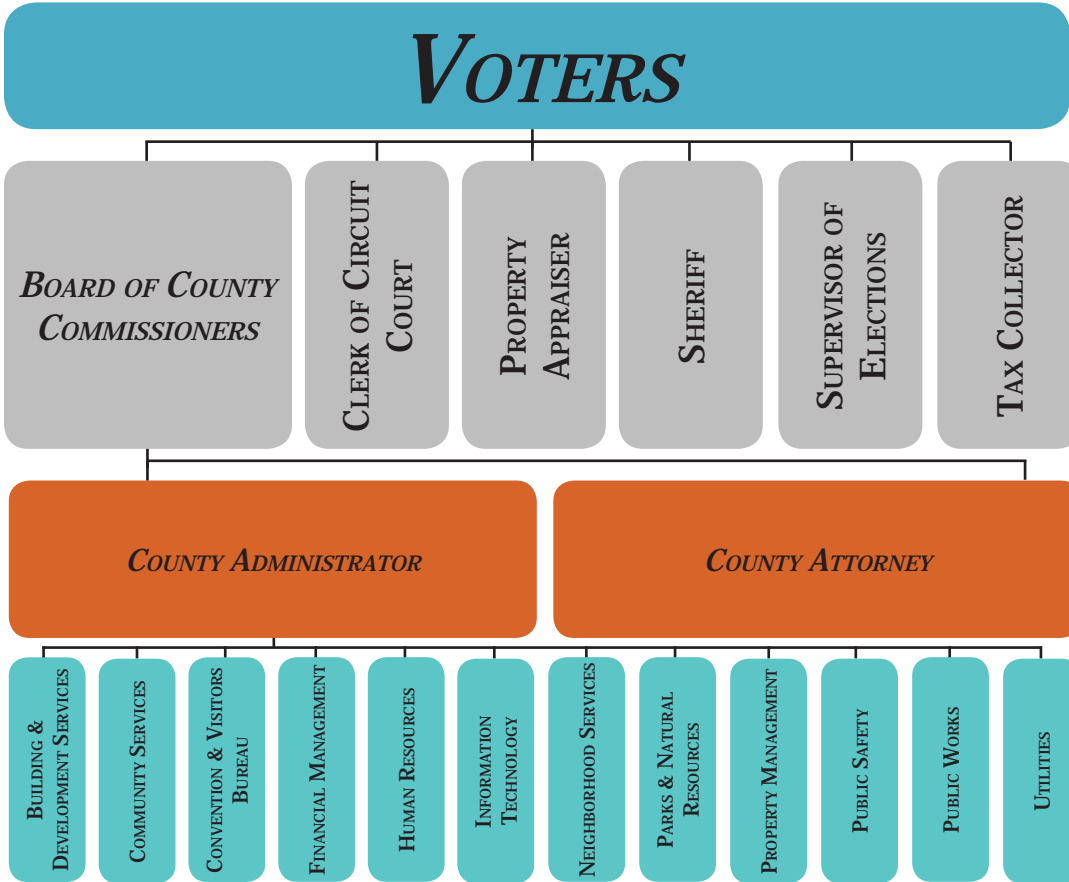 VOTERS
BOARD OF COUNTY
COMMISSIONERS
CLERK OF CIRCUIT
COURT
PROPERTY
APPRAISER
SHERIFF
SUPERVISOR OF
ELECTIONS
TAX COLLECTOR
COUNTY ADMINISTRATOR
COUNTY ATTORNEY
BUILDING &
DEVELOPMENT SERVICES
COMMUNITY SERVICES
CONVENTION & VISITORS
BUREAU
FINANCIAL MANAGEMENT
HUMAN RESOURCES
INFORMATION
TECHNOLOGY
NEIGHBORHOOD SERVICES
PARKS & NATURAL
RESOURCES
PROPERTY MANAGEMENT
PUBLIC SAFETY
PUBLIC WORKS
UTILITIES